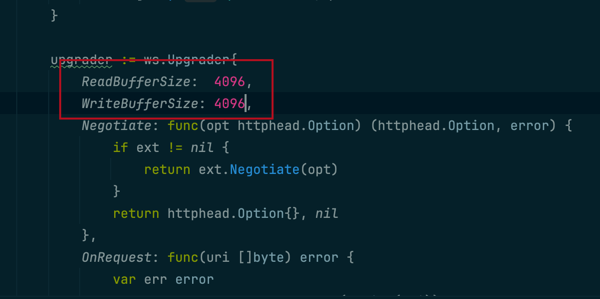 }
upgrader := ws.Upgrader{
ReadBufferSize:  4096,
WriteBufferSize: 4096,
Negotiate: func(opt httphead.Option) (httphead.Option, error) {
if ext != nil {
return ext.Negotiate(opt)
}
return httphead.Option{}, nil
},
OnRequest: func(uri []byte) error {
var err error